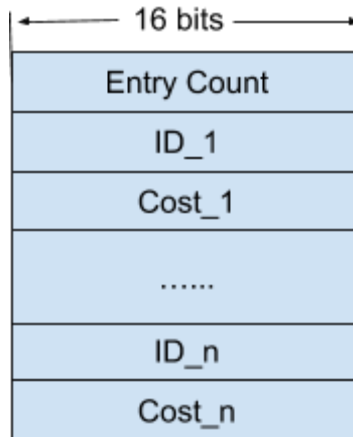 16 bits
Entry Count
ID_1
Cost_1
......
ID_n
Cost_n